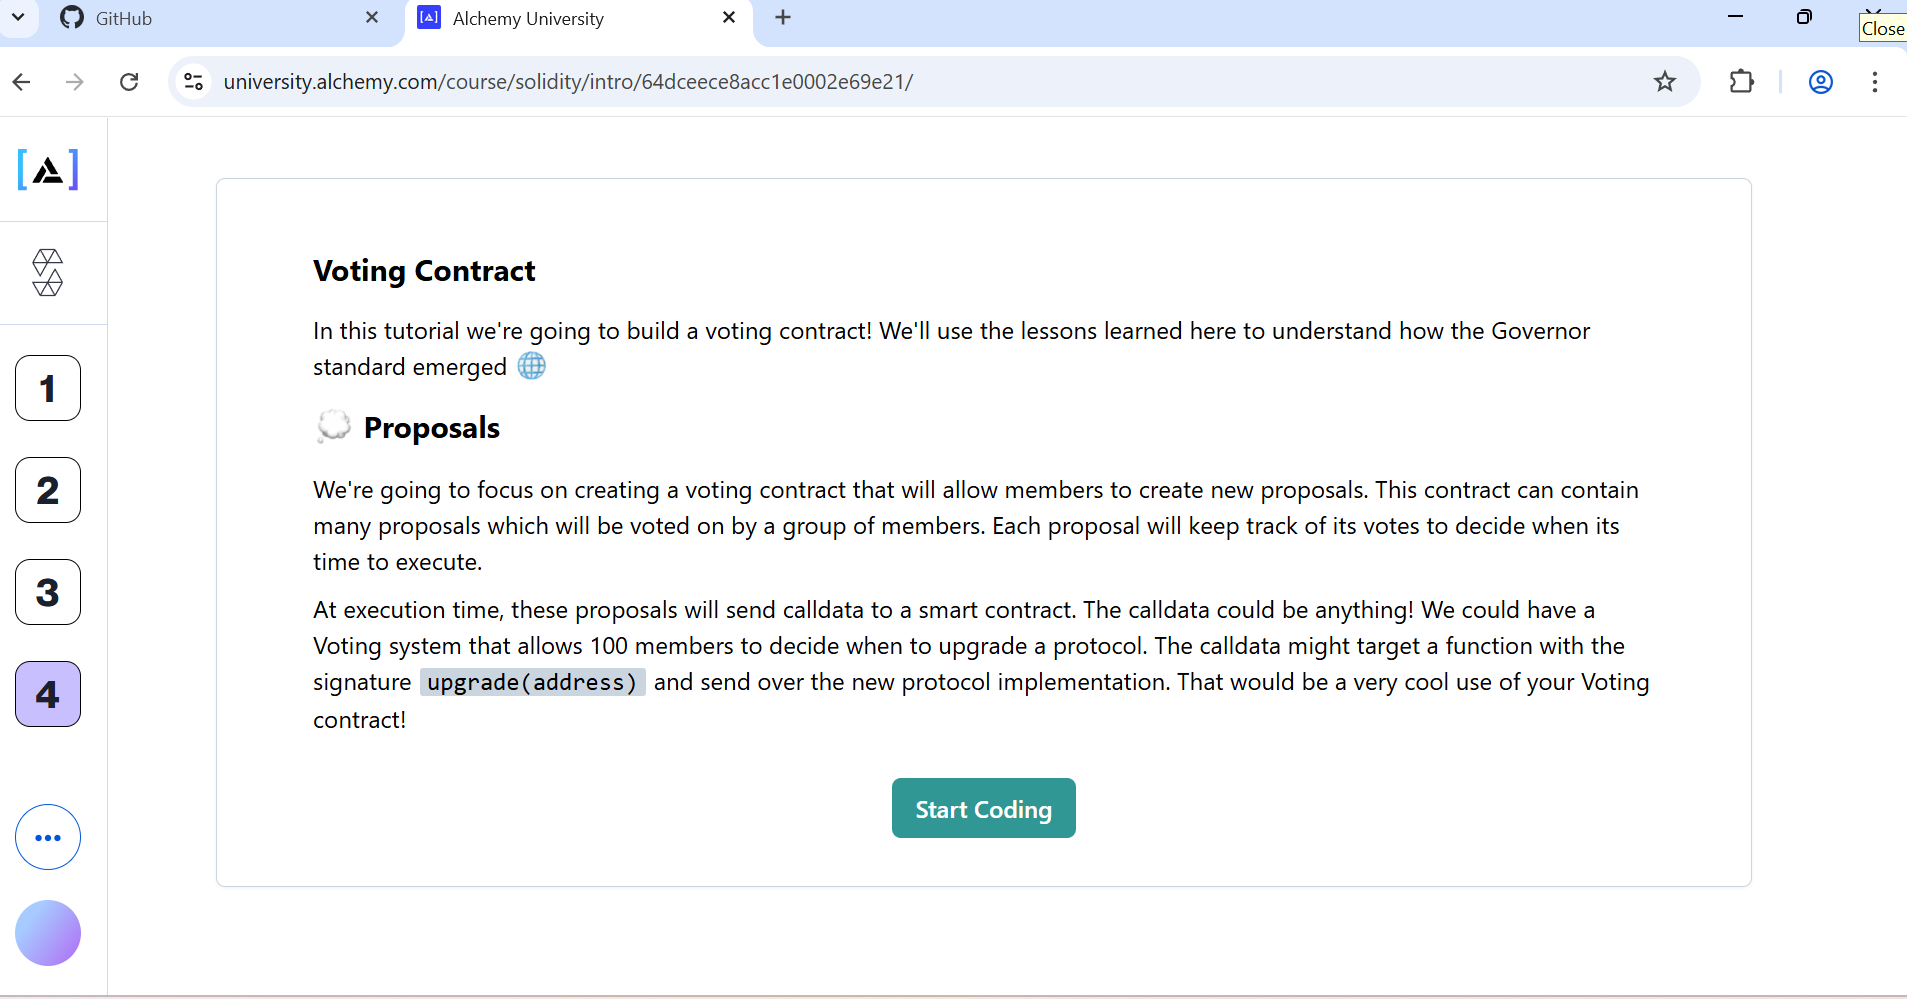 GitHub
Alchemy University
Close
university.alchemy.com/course/solidity/intro/64dceece8acc1e0002e69e21/
1
2
3
4
Voting Contract
In this tutorial we're going to build a voting contract! We'll use the lessons learned here to understand how the Governor
standard emerged 🌐
💭 Proposals
We're going to focus on creating a voting contract that will allow members to create new proposals. This contract can contain
many proposals which will be voted on by a group of members. Each proposal will keep track of its votes to decide when its
time to execute.
At execution time, these proposals will send calldata to a smart contract. The calldata could be anything! We could have a
Voting system that allows 100 members to decide when to upgrade a protocol. The calldata might target a function with the
signature upgrade(address) and send over the new protocol implementation. That would be a very cool use of your Voting
contract!
Start Coding